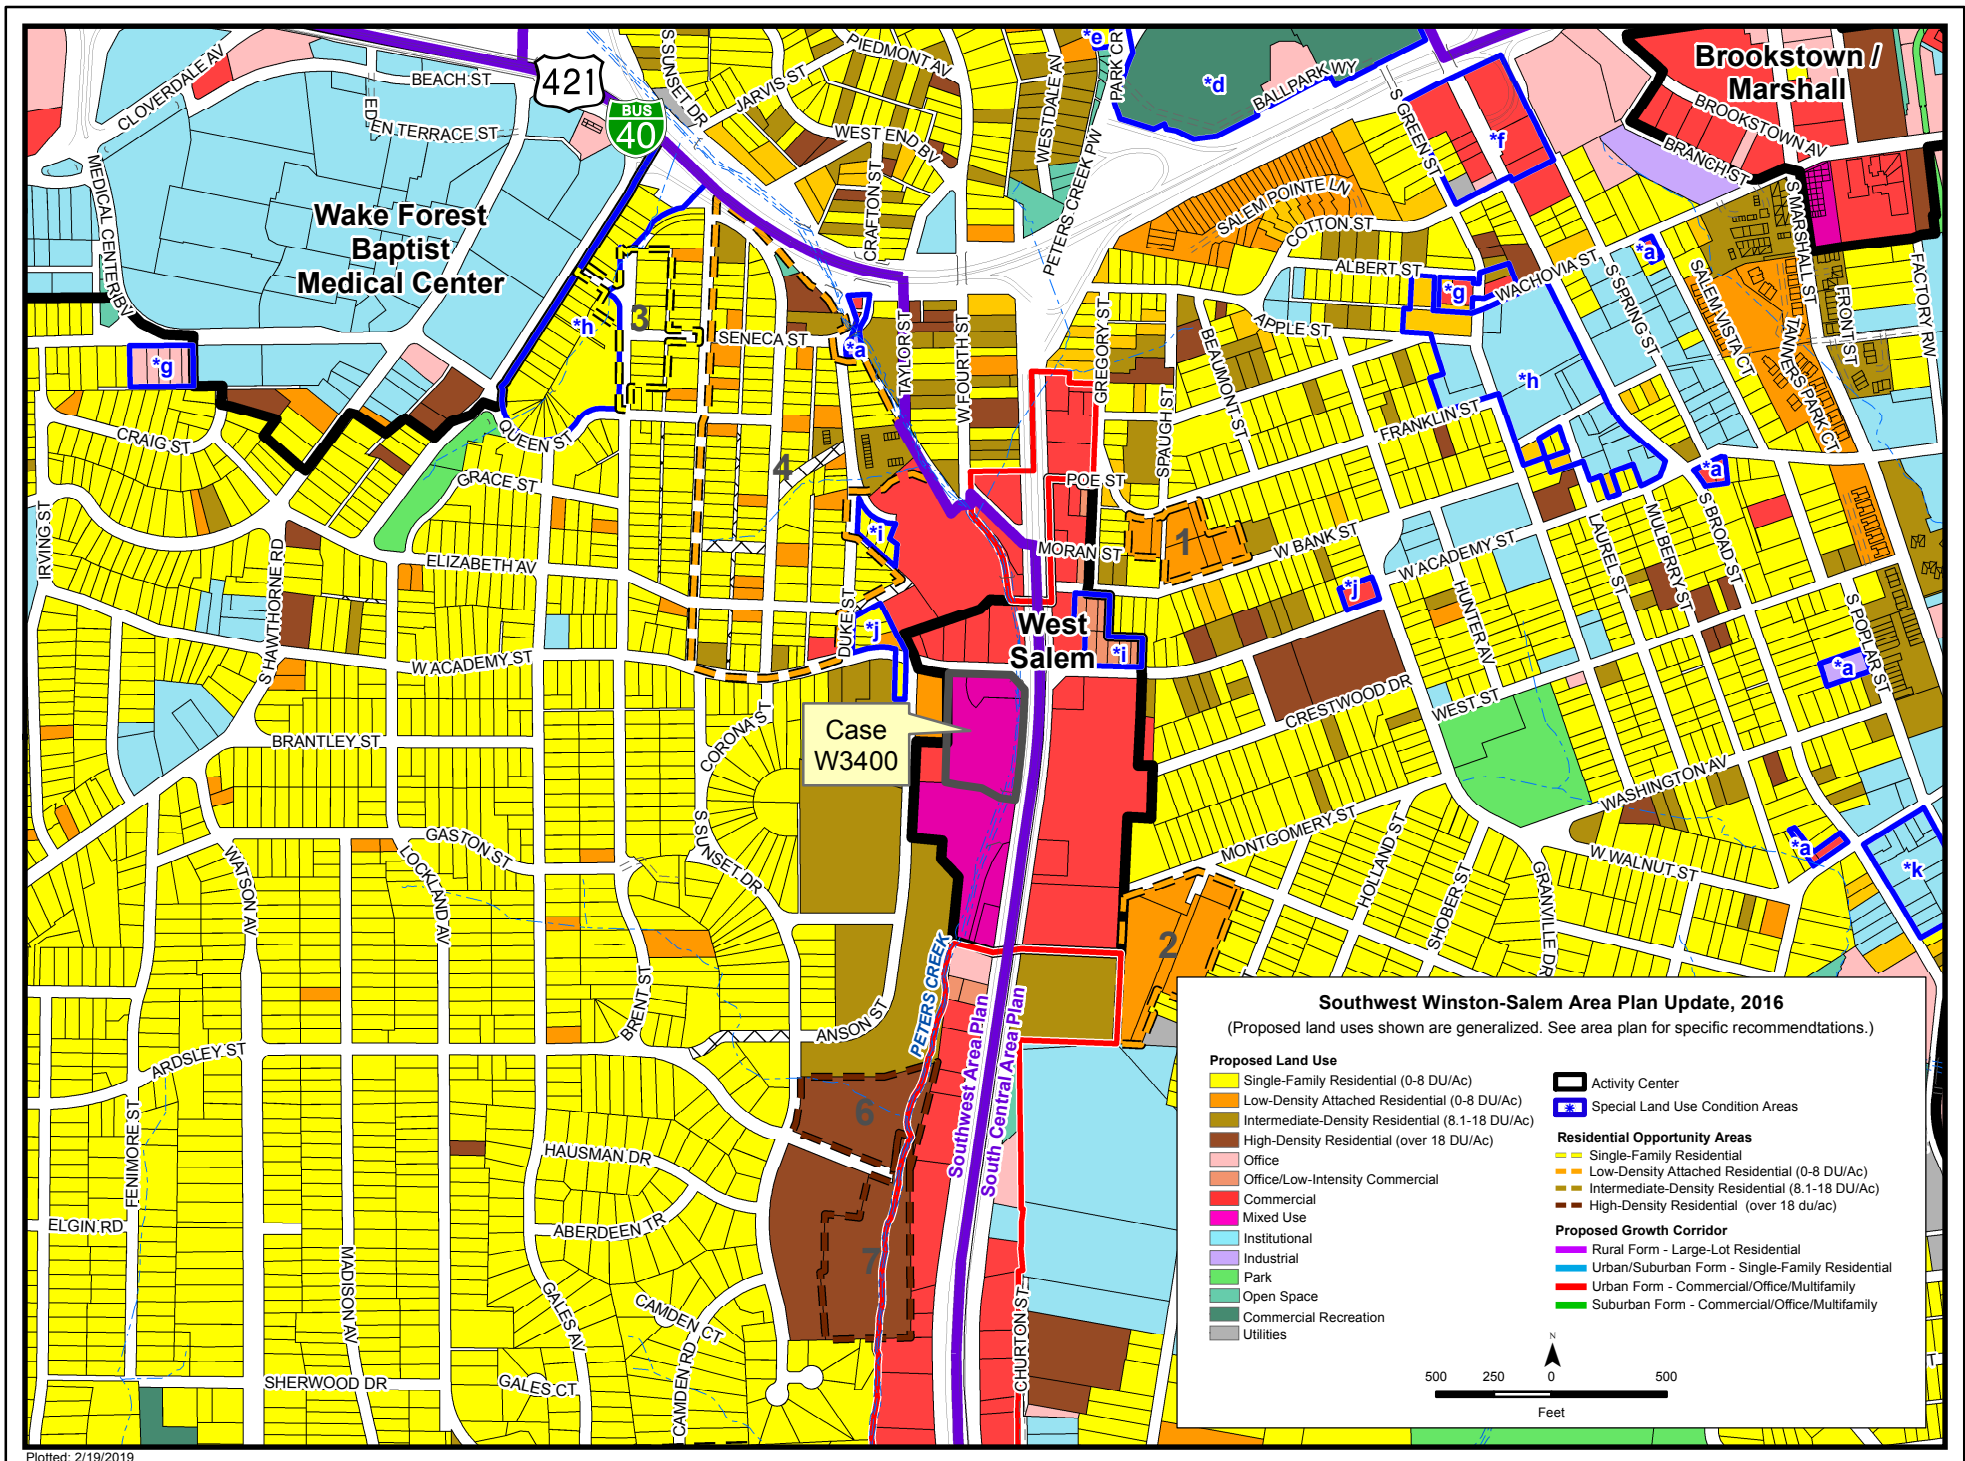 CLOVERDALE AV
BEACH ST
EDEN TERRACE ST
421
BUS
40
S SUNSET DR
JARVIS ST
PIEDMONT AV
WEST END BV
CRAFTON ST
WESTDALE AV
PARK CR
PETERS CREEK PW
*e
*d
BALLPARK WY
S GREEN ST
*f
Brookstown /
Marshall
BROOKSTOWN AV
BRANCH ST
S MARSHALL ST
FACTORY RW
FRONT ST
MEDICAL CENTER BV
Wake Forest
Baptist
Medical Center
SALEM POINTE LN
COTTON ST
ALBERT ST
*g
WACHOVIA ST
*a
S SPRING ST
SALEM VISTA CT
TANNERS PARK CT
*h
3
SENECA ST
*a
TAYLOR ST
W FOURTH ST
GREGORY ST
SPAUGH ST
BEAUMONT ST
APPLE ST
FRANKLIN ST
*h
*g
CRAIG ST
QUEEN ST
GRACE ST
4
POE ST
*a
S BROAD ST
IRVING ST
S HAWTHORNE RD
ELIZABETH AV
*i
MORAN ST
1
W BANK ST
W ACADEMY ST
LAUREL ST
MULBERRY ST
*j
HUNTER AV
S POPLAR ST
DUKE ST
*j
West
Salem
*i
*a
W ACADEMY ST
CRESTWOOD DR
WEST ST
BRANTLEY ST
CORONA ST
Case
W3400
WASHINGTON AV
MONTGOMERY ST
HOLLAND ST
W WALNUT ST
*a
*k
GASTON ST
WATSON AV
LOCKLAND AV
S SUNSET DR
SHOBER ST
GRANVILLE DR
2
BRENT ST
ANSON ST
PETERS CREEK
Southwest Area Plan
South Central Area Plan
ARDSLEY ST
6
FENIMORE ST
HAUSMAN DR
ABERDEEN TR
ELGIN RD
7
MADISON AV
GALES AV
CAMDEN CT
CAMDEN RD
CHURTON ST
SHERWOOD DR
GALES CT
Southwest Winston-Salem Area Plan Update, 2016
(Proposed land uses shown are generalized. See area plan for specific recommendtations.)
Proposed Land Use
Single-Family Residential (0-8 DU/Ac)
Low-Density Attached Residential (0-8 DU/Ac)
Intermediate-Density Residential (8.1-18 DU/Ac)
High-Density Residential (over 18 DU/Ac)
Office
Office/Low-Intensity Commercial
Commercial
Mixed Use
Institutional
Industrial
Park
Open Space
Commercial Recreation
Utilities
Activity Center
* Special Land Use Condition Areas
Residential Opportunity Areas
Single-Family Residential
Low-Density Attached Residential (0-8 DU/Ac)
Intermediate-Density Residential (8.1-18 DU/Ac)
High-Density Residential (over 18 du/ac)
Proposed Growth Corridor
Rural Form - Large-Lot Residential
Urban/Suburban Form - Single-Family Residential
Urban Form - Commercial/Office/Multifamily
Suburban Form - Commercial/Office/Multifamily
N
500 250 0 500
Feet
Plotted: 2/19/2019